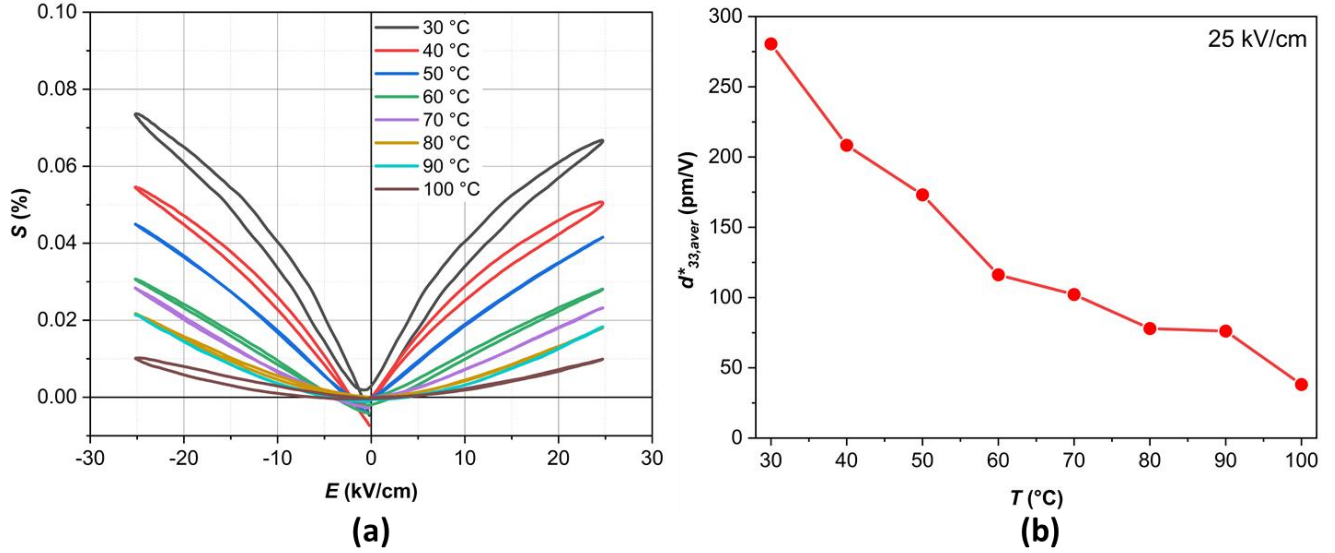 0.10
0.08
0.06
0.04
0.02
0.00
S (%)
30 °C
40 °C
50 °C
60 °C
70 °C
80 °C
90 °C
100 °C
-30 -20 -10 0 10 20 30
E (kV/cm)
(a)
300
250
200
150
100
50
0
d*33,aver (pm/V)
25 kV/cm
30 40 50 60 70 80 90 100
T (°C)
(b)